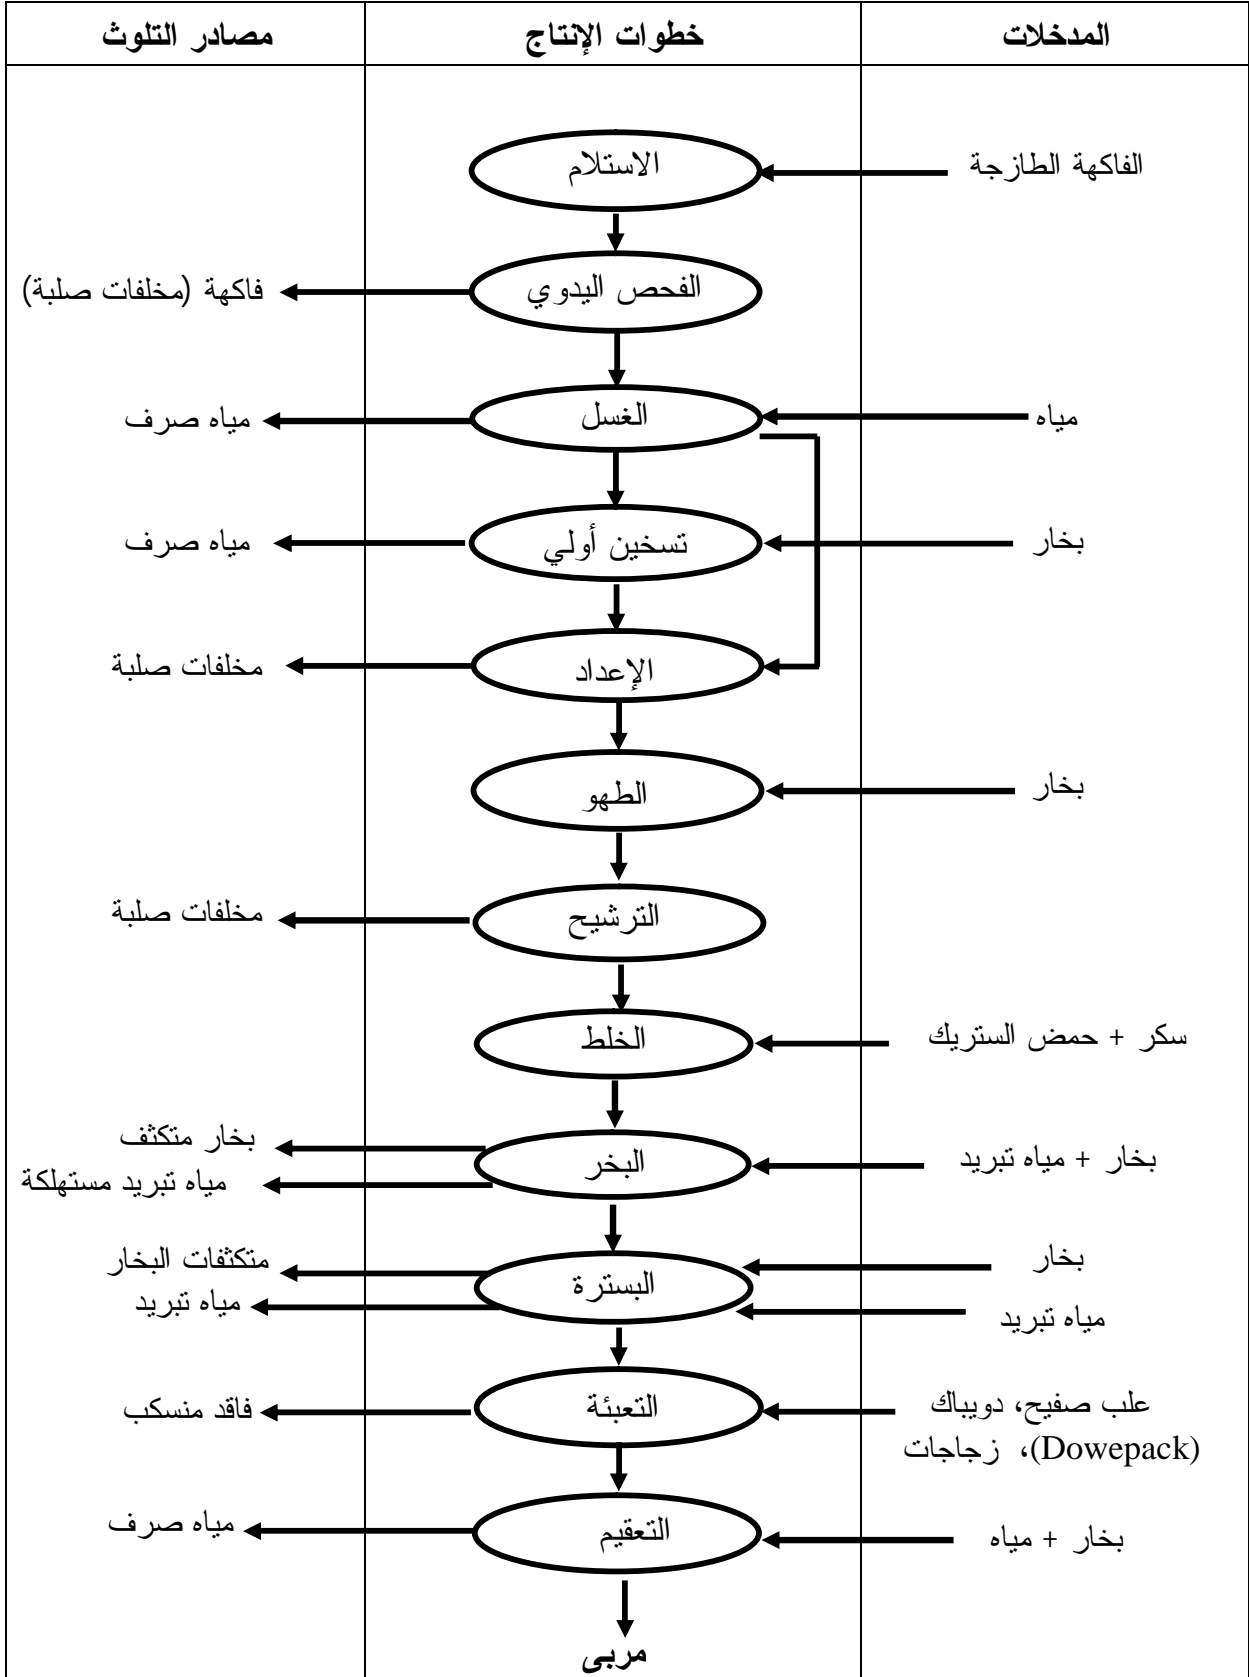 المدخلات
خطوات الإنتاج
مصادر التلوث
الفاكهة الطازجة
الاستلام
الفحص اليدوي
فاكهة (مخلفات صلبة)
مياه
الغسل
مياه صرف
بخار
تسخين أولي
مياه صرف
الإعداد
مخلفات صلبة
بخار
الطهو
الترشيح
مخلفات صلبة
سكر + حمض الستريك
الخلط
بخار + مياه تبريد
البخر
بخار متكثف
مياه تبريد مستهلكة
بخار
مياه تبريد
البسترة
متكثفات البخار
مياه تبريد
علب صفيح، دويباك
(Dowepack)، زجاجات
التعبئة
فاقد منسكب
بخار + مياه
التعقيم
مياه صرف
مربى